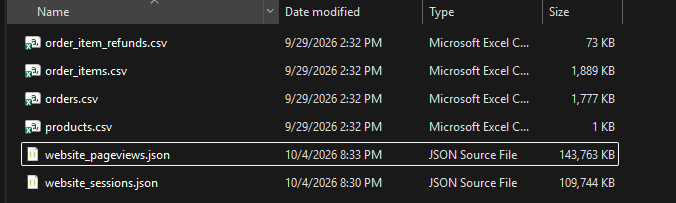 Name Date modified Type Size
order_item_refunds.csv 9/29/2026 2:32 PM Microsoft Excel C... 73 KB
order_items.csv 9/29/2026 2:32 PM Microsoft Excel C... 1,889 KB
orders.csv 9/29/2026 2:32 PM Microsoft Excel C... 1,777 KB
products.csv 9/29/2026 2:32 PM Microsoft Excel C... 1 KB
website_pageviews.json 10/4/2026 8:33 PM JSON Source File 143,763 KB
website_sessions.json 10/4/2026 8:30 PM JSON Source File 109,744 KB